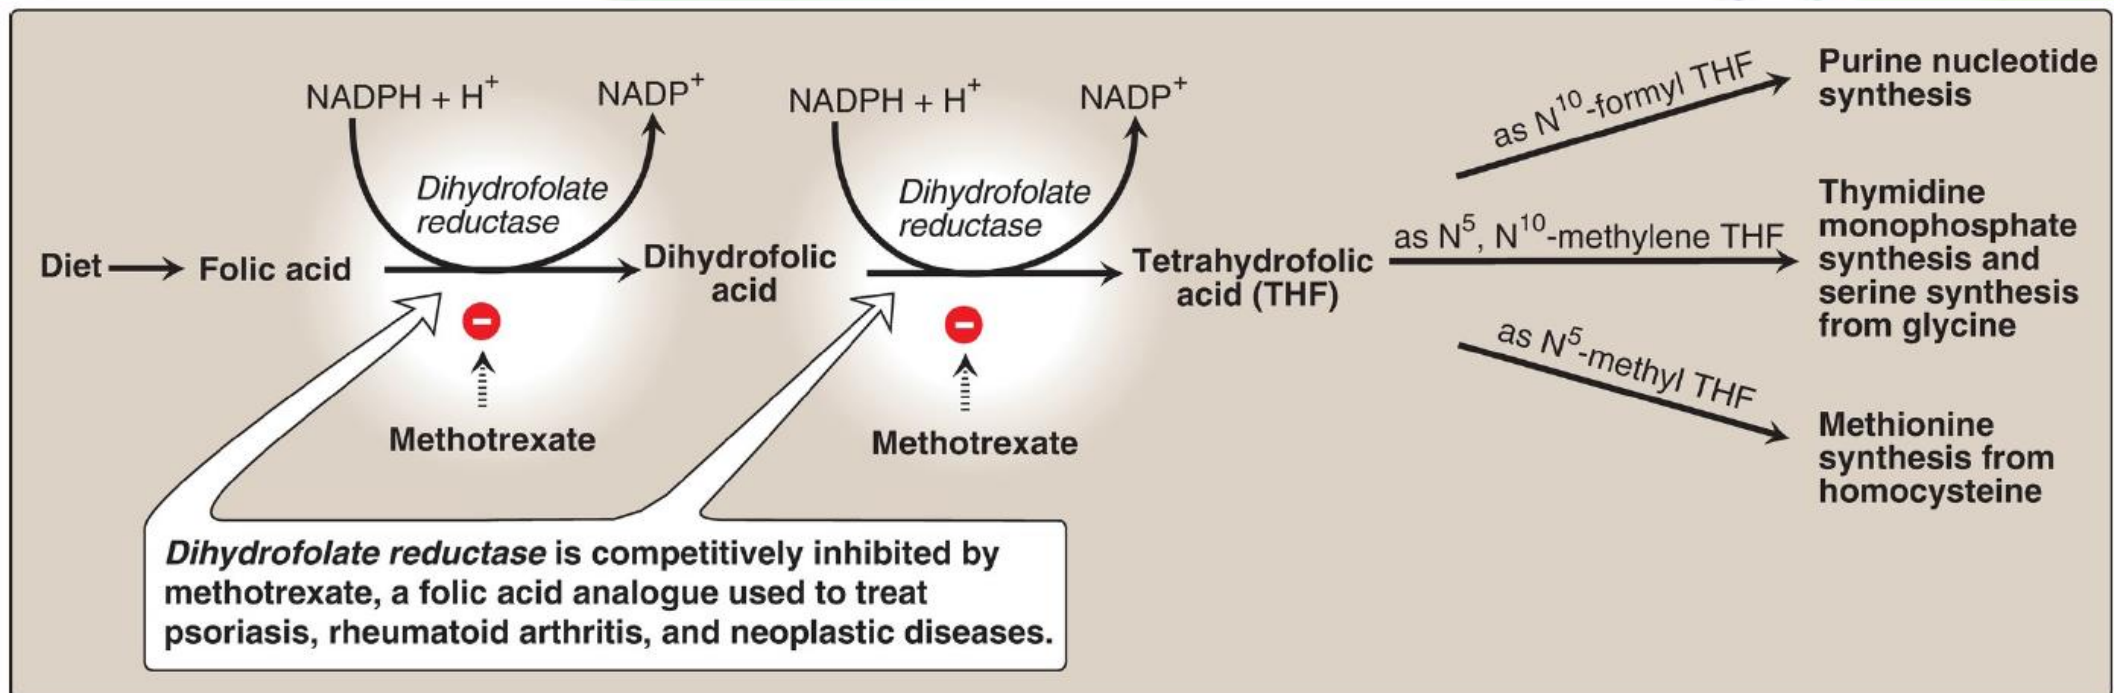 NADPH + H⁺
NADP⁺
Dihydrofolate
reductase
NADPH + H⁺
NADP⁺
Dihydrofolate
reductase
Diet
Folic acid
Dihydrofolic
acid
Tetrahydrofolic
acid (THF)
Methotrexate
Methotrexate
as N¹⁰-formyl THF
Purine nucleotide
synthesis
as N⁵, N¹⁰-methylene THF
Thymidine
monophosphate
synthesis and
serine synthesis
from glycine
as N⁵-methyl THF
Methionine
synthesis from
homocysteine
Dihydrofolate reductase is competitively inhibited by
methotrexate, a folic acid analogue used to treat
psoriasis, rheumatoid arthritis, and neoplastic diseases.